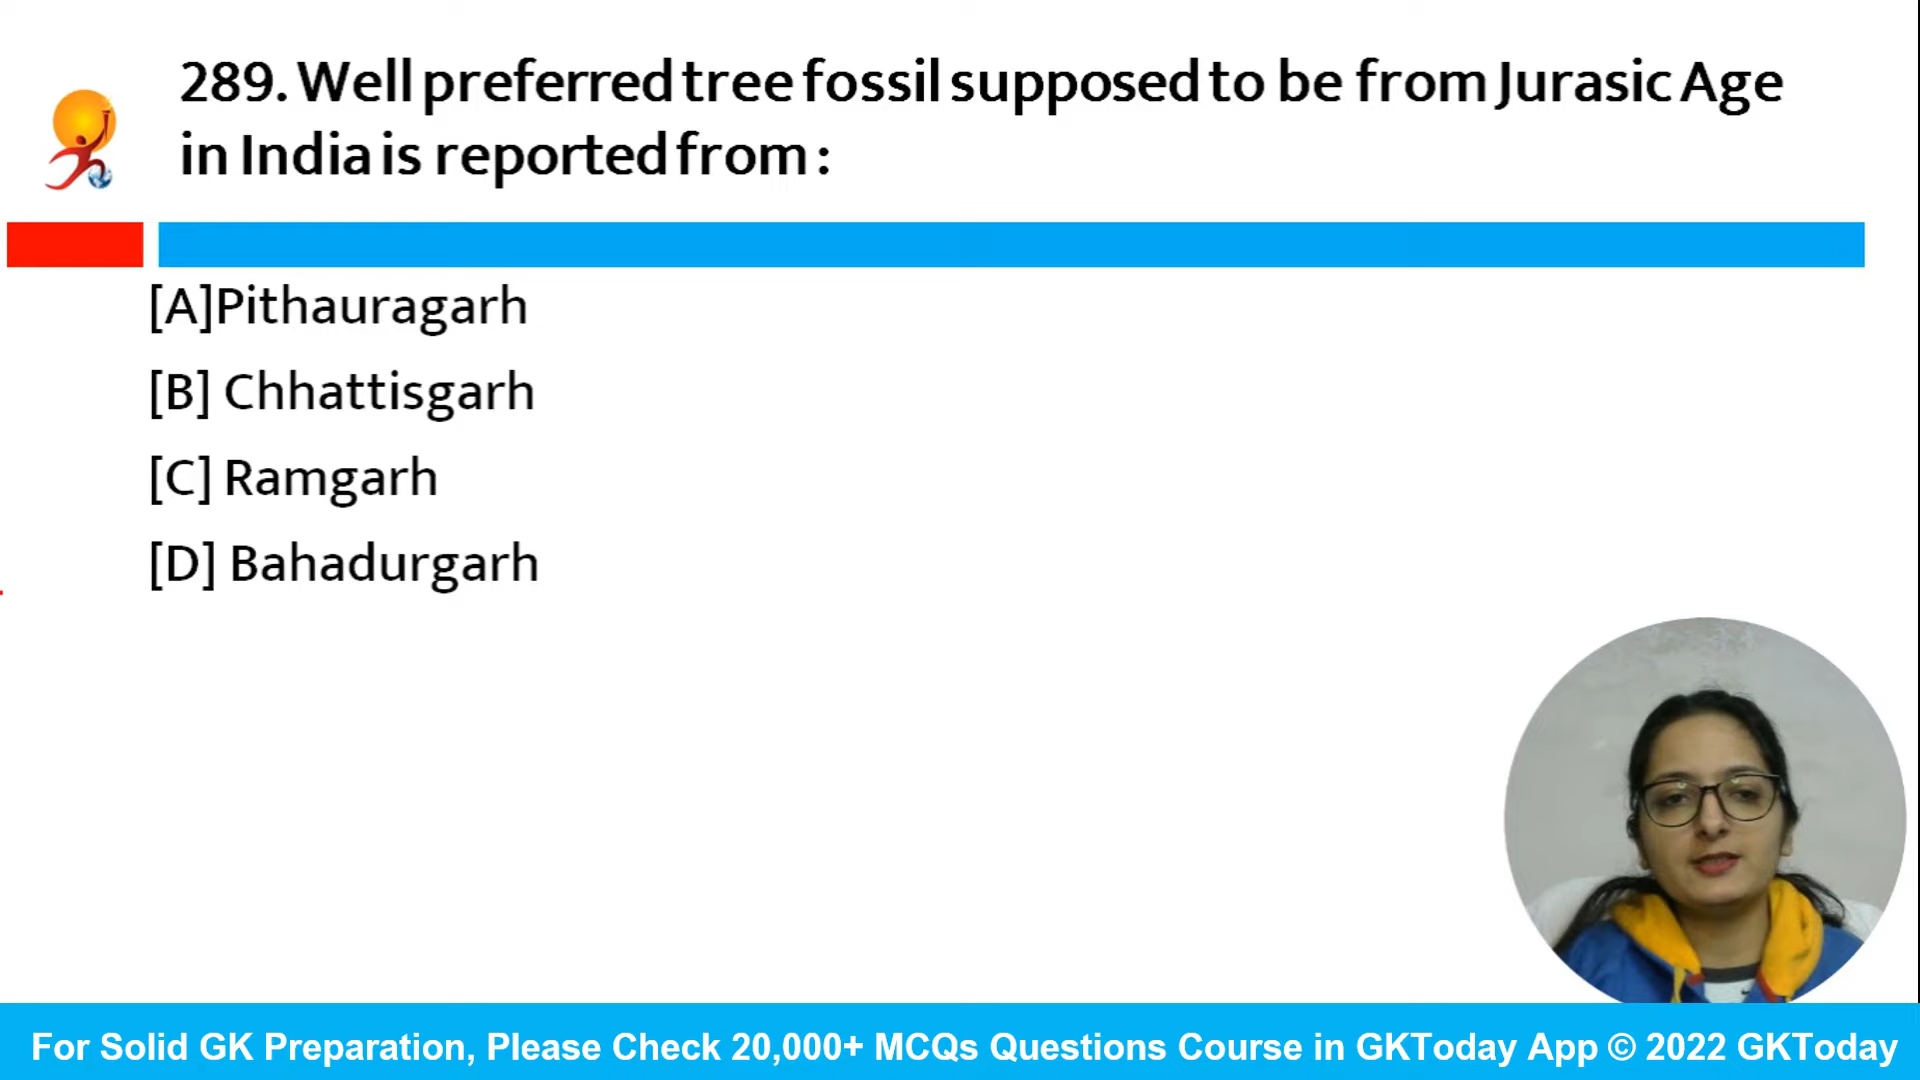 289. Well preferred tree fossil supposed to be from Jurasic Age
in India is reported from :
[A]Pithauragarh
[B] Chhattisgarh
[C] Ramgarh
[D] Bahadurgarh
For Solid GK Preparation, Please Check 20,000+ MCQs Questions Course in GKToday App © 2022 GKToday